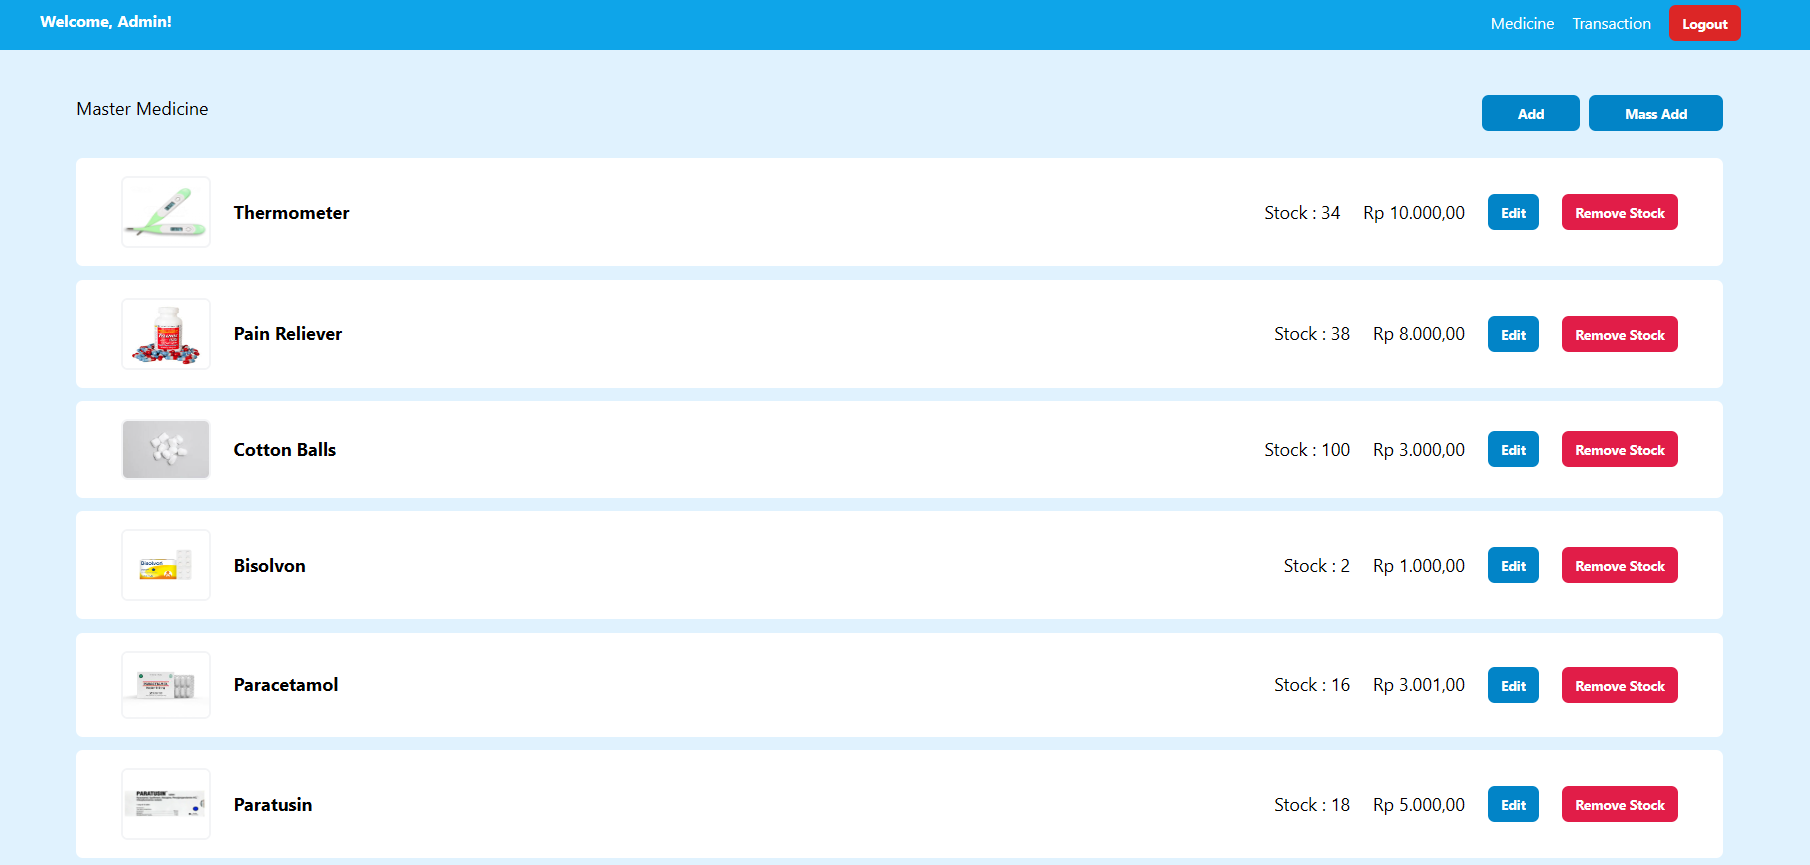 Welcome, Admin!
Medicine Transaction Logout
Master Medicine
Add Mass Add
Thermometer Stock : 34 Rp 10.000,00 Edit Remove Stock
Pain Reliever Stock : 38 Rp 8.000,00 Edit Remove Stock
Cotton Balls Stock : 100 Rp 3.000,00 Edit Remove Stock
Bisolvon
Bisolvon Stock : 2 Rp 1.000,00 Edit Remove Stock
Paracetamol Stock : 16 Rp 3.001,00 Edit Remove Stock
PARATUSIN
Paratusin Stock : 18 Rp 5.000,00 Edit Remove Stock